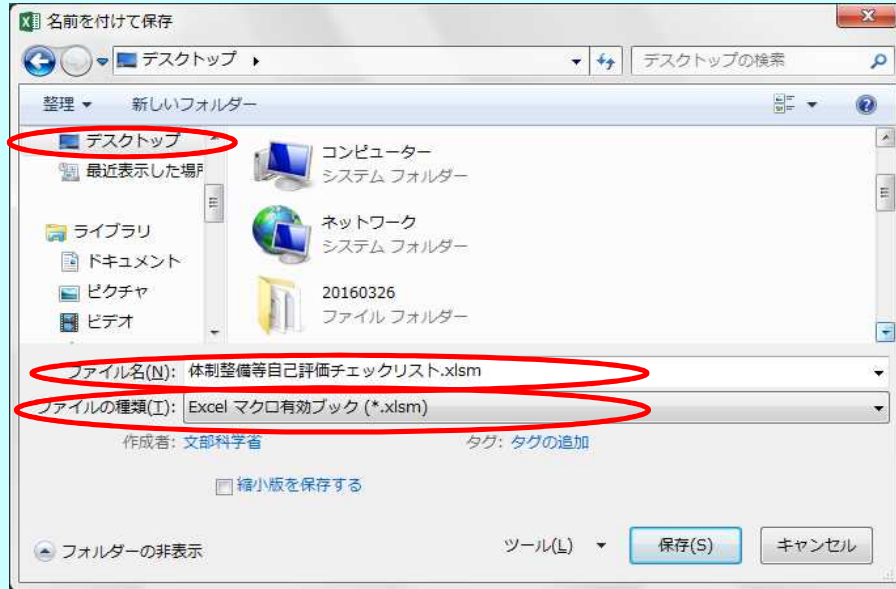 名前を付けて保存
デスクトップ
デスクトップの検索
整理
新しいフォルダー
デスクトップ
最近表示した場所
ライブラリ
ドキュメント
ピクチャ
ビデオ
コンピューター
システム フォルダー
ネットワーク
システム フォルダー
20160326
ファイル フォルダー
ファイル名(N): 体制整備等自己評価チェックリスト.xlsm
ファイルの種類(T): Excel マクロ有効ブック (*.xlsm)
作成者: 文部科学省 タグ: タグの追加
縮小版を保存する
フォルダーの非表示 ツール(L) 保存(S) キャンセル